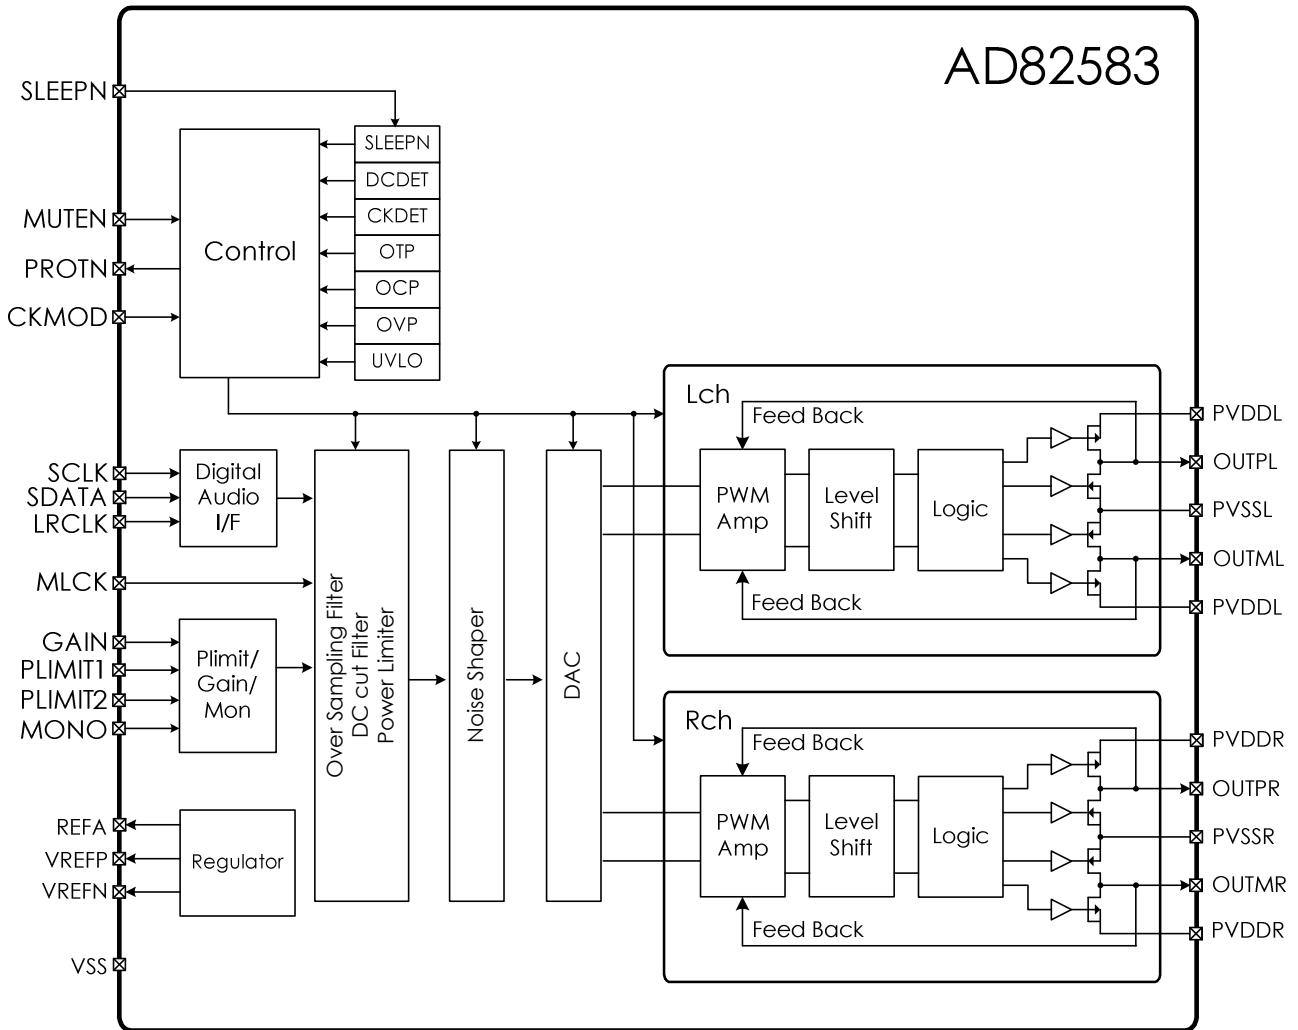 AD82583
SLEEPN
MUTEN
PROTN
CKMOD
Control
SLEEPN
DCDET
CKDET
OTP
OCP
OVP
UVLO
SCLK
SDATA
LRCLK
Digital
Audio
I/F
MLCK
GAIN
PLIMIT1
PLIMIT2
MONO
Plimit/
Gain/
Mon
REFA
VREFP
VREFN
Regulator
VSS
Over Sampling Filter
DC cut Filter
Power Limiter
Noise Shaper
DAC
Lch
Feed Back
PWM
Amp
Level
Shift
Logic
Feed Back
PVDDL
OUTPL
PVSSL
OUTML
PVDDL
Rch
Feed Back
PWM
Amp
Level
Shift
Logic
Feed Back
PVDDR
OUTPR
PVSSR
OUTMR
PVDDR